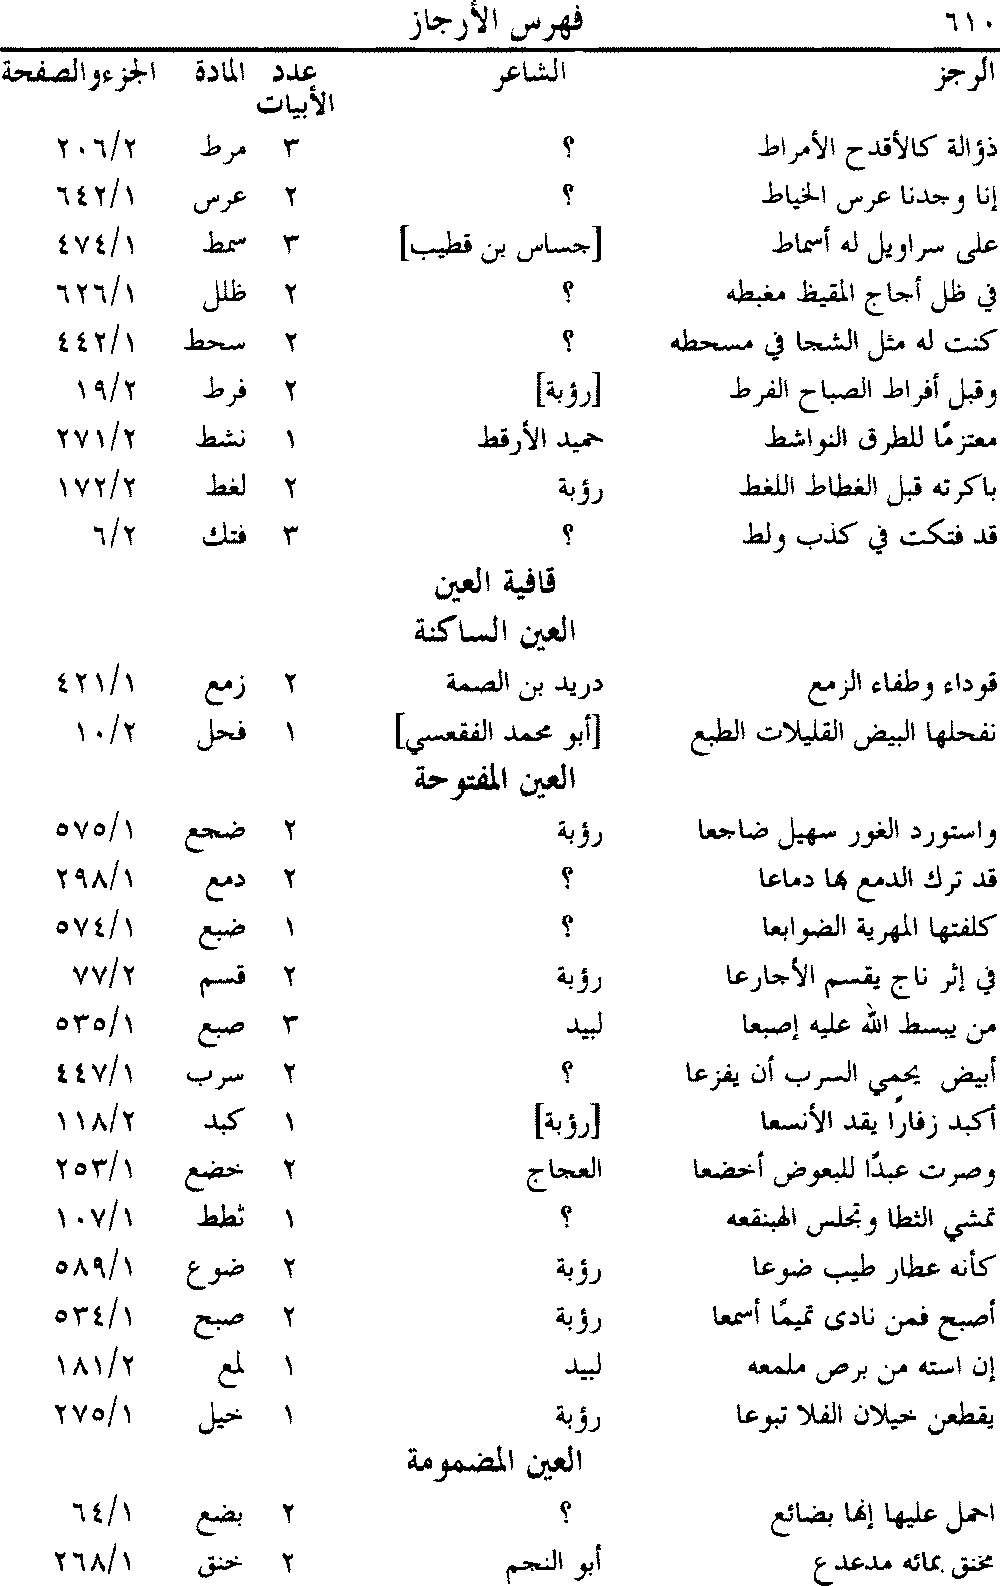 ٦١٠ فهرس الأرجاز
الرجز الشاعر عدد الأبيات المادة الجزء والصفحة
ذؤالة كالأقدح الأمراط ؟ ٣ مرط ٢٠٦/٢
إنا وجدنا عرس الخياط ؟ ٢ عرس ٦٤٢/١
على سراويل له أسماط [جساس بن قطيب] ٣ سمط ٤٧٤/١
في ظل أجاج المقيظ مغبطه ؟ ٢ ظلل ٦٢٦/١
كنت له مثل الشجا في مسحطه ؟ ٢ سحط ٤٤٢/١
وقبل أفراط الصباح الفرط [رؤبة] ٢ فرط ١٩/٢
معتزمًا للطرق النواشط حميد الأرقط ١ نشط ٢٧١/٢
باكرته قبل الغطاط اللغط رؤبة ٢ لغط ١٧٢/٢
قد فتكت في كذب ولط ؟ ٣ فتك ٦/٢
قافية العين
العين الساكنة
قوداء وطفاء الزمع دريد بن الصمة ٢ زمع ٤٢١/١
نفحلها البيض القليلات الطبع [أبو محمد الفقعسي] ١ فحل ١٠/٢
العين المفتوحة
واستورد الغور سهيل ضاجعا رؤبة ٢ ضجع ٥٧٥/١
قد ترك الدمع بها دماعا ؟ ٢ دمع ٢٩٨/١
كلفتها المهرية الضوابعا ؟ ١ ضبع ٥٧٤/١
في إثر ناج يقسم الأجارعا رؤبة ٢ قسم ٧٧/٢
من يبسط الله عليه إصبعا لبيد ٣ صبع ٥٣٥/١
أبيض يحمي السرب أن يفزعا ؟ ٢ سرب ٤٤٧/١
أكبد زفارًا يقد الأنسعا [رؤبة] ١ كبد ١١٨/٢
وصرت عبدًا للبعوض أخضعا العجاج ٢ خضع ٢٥٣/١
تمشي الثطا وتجلس الهبنقعه ؟ ١ ثطط ١٠٧/١
كأنه عطار طيب ضوعا رؤبة ٢ ضوع ٥٨٩/١
أصبح فمن نادى تميمًا أسمعا رؤبة ٢ صبح ٥٣٤/١
إن استه من برص ملمعه لبيد ١ لمع ١٨١/٢
يقطعن خيلان الفلا تبوعا رؤبة ١ خيل ٢٧٥/١
العين المضمومة
احمل عليها إنها بضائع ؟ ٢ بضع ٦٤/١
مخنق بمائه مدعدع أبو النجم ٢ خنق ٢٦٨/١